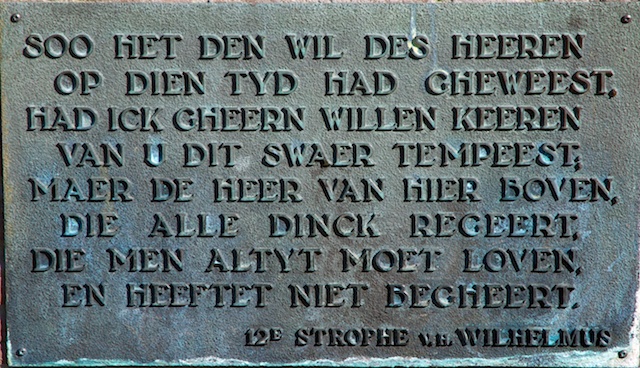 SOO HET DEN WIL DES HEEREN
OP DIEN TYD HAD GHEWEEST,
HAD ICK GHEERN WILLEN KEEREN
VAN U DIT SWAER TEMPEEST;
MAER DE HEER VAN HIER BOVEN,
DIE ALLE DINCK REGEERT,
DIE MEN ALTYT MOET LOVEN,
EN HEEFTET NIET BEGHEERT.
12E STROPHE V.H. WILHELMUS